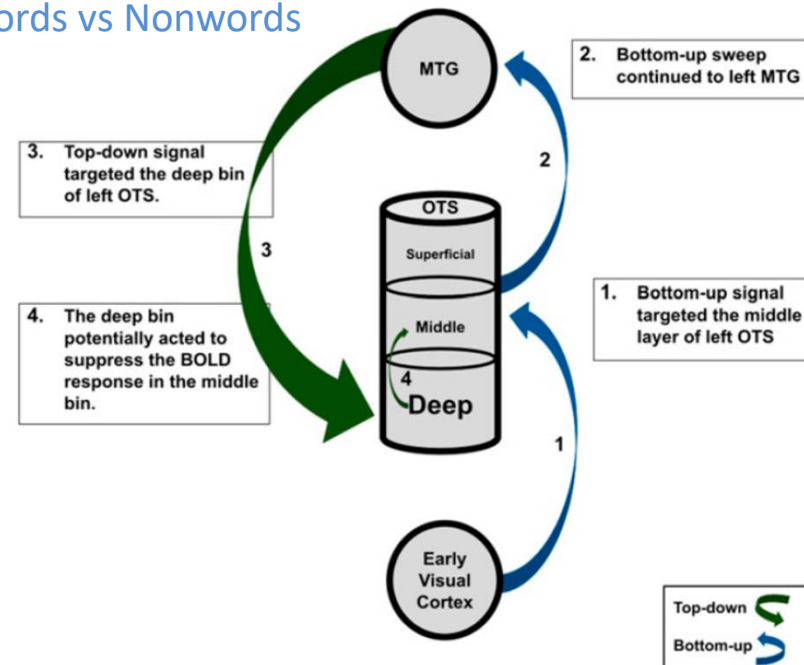 ords vs Nonwords
MTG
2. Bottom-up sweep
continued to left MTG
3. Top-down signal
targeted the deep bin
of left OTS.
2
3
OTS
Superficial
1. Bottom-up signal
targeted the middle
layer of left OTS
4. The deep bin
potentially acted to
suppress the BOLD
response in the middle
bin.
Middle
4
Deep
1
Early
Visual
Cortex
Top-down
Bottom-up